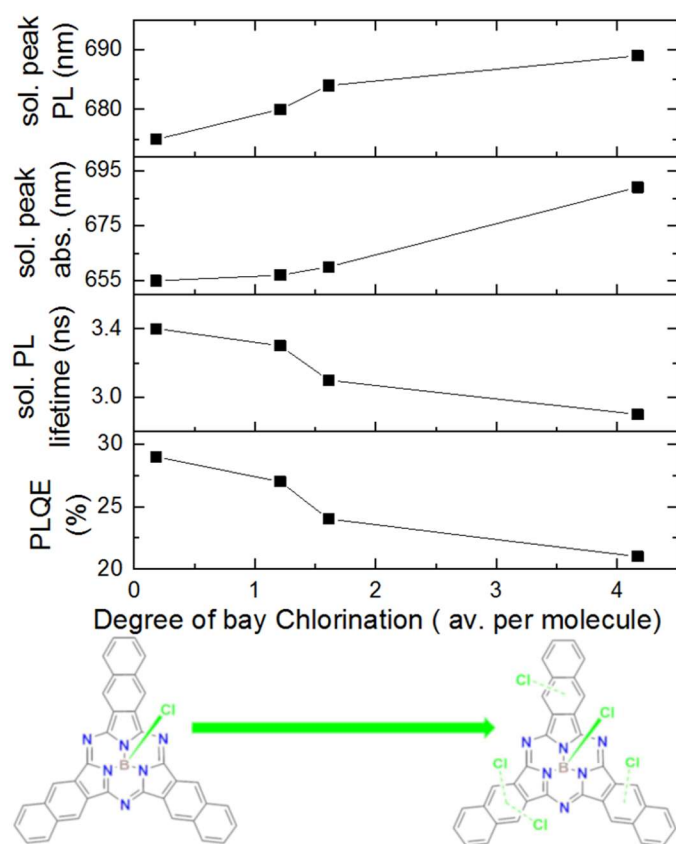 sol. peak
PL (nm)
690
680
sol. peak
abs. (nm)
695
675
655
sol. PL
lifetime (ns)
3.4
3.0
PLQE
(%)
30
25
20
0 1 2 3 4
Degree of bay Chlorination ( av. per molecule)
Cl
N N
N
B
N N
N
Cl
Cl
N N
N
Cl
B
Cl
N N
N
Cl